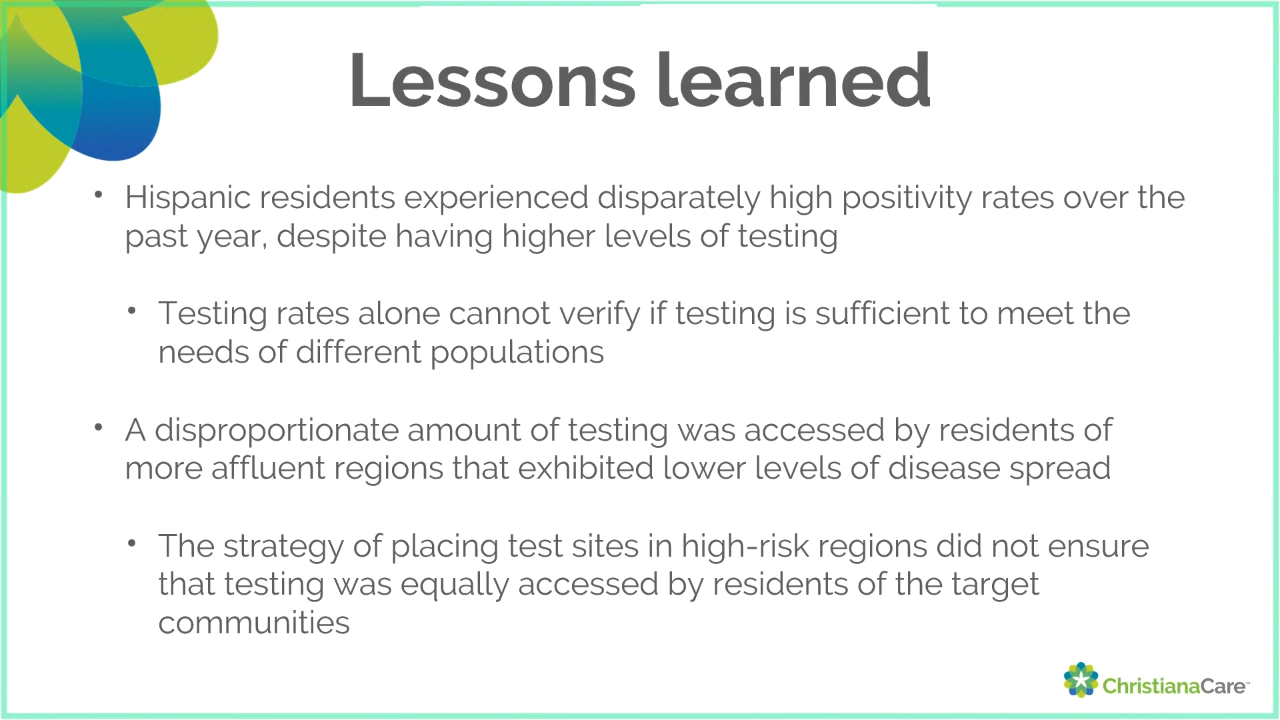 Lessons learned
• Hispanic residents experienced disparately high positivity rates over the
past year, despite having higher levels of testing
• Testing rates alone cannot verify if testing is sufficient to meet the
needs of different populations
• A disproportionate amount of testing was accessed by residents of
more affluent regions that exhibited lower levels of disease spread
• The strategy of placing test sites in high-risk regions did not ensure
that testing was equally accessed by residents of the target
communities
ChristianaCare™